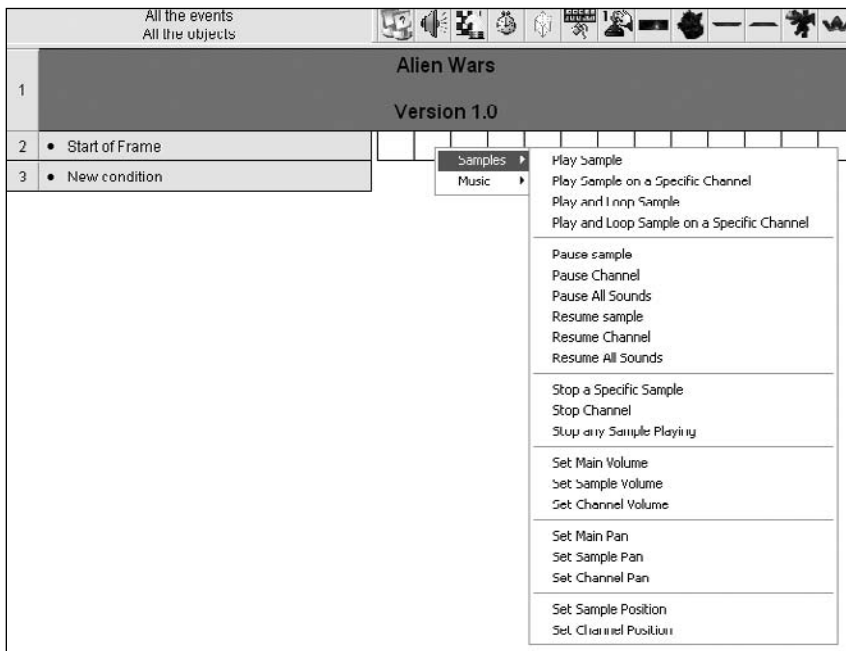 All the events
All the objects
1
Alien Wars
Version 1.0
2 • Start of Frame
3 • New condition
Samples
Music
Play Sample
Play Sample on a Specific Channel
Play and Loop Sample
Play and Loop Sample on a Specific Channel
Pause sample
Pause Channel
Pause All Sounds
Resume sample
Resume Channel
Resume All Sounds
Stop a Specific Sample
Stop Channel
Stop any Sample Playing
Set Main Volume
Set Sample Volume
Set Channel Volume
Set Main Pan
Set Sample Pan
Set Channel Pan
Set Sample Position
Set Channel Position